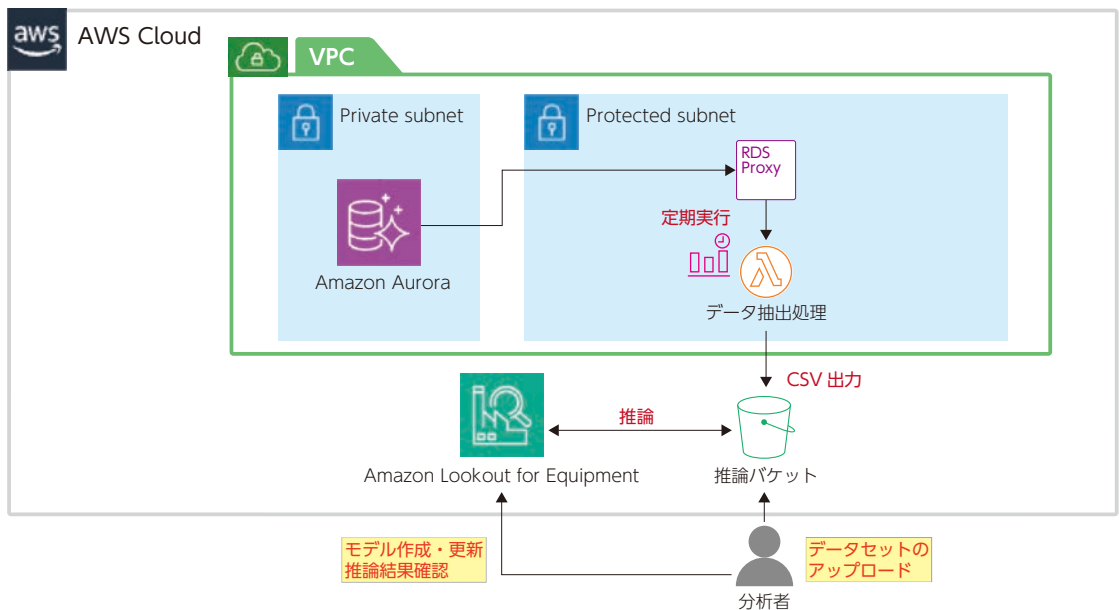 aws
AWS Cloud
VPC
Private subnet
Protected subnet
RDS
Proxy
定期実行
Amazon Aurora
データ抽出処理
CSV 出力
推論
Amazon Lookout for Equipment
推論バケット
モデル作成・更新
推論結果確認
データセットの
アップロード
分析者